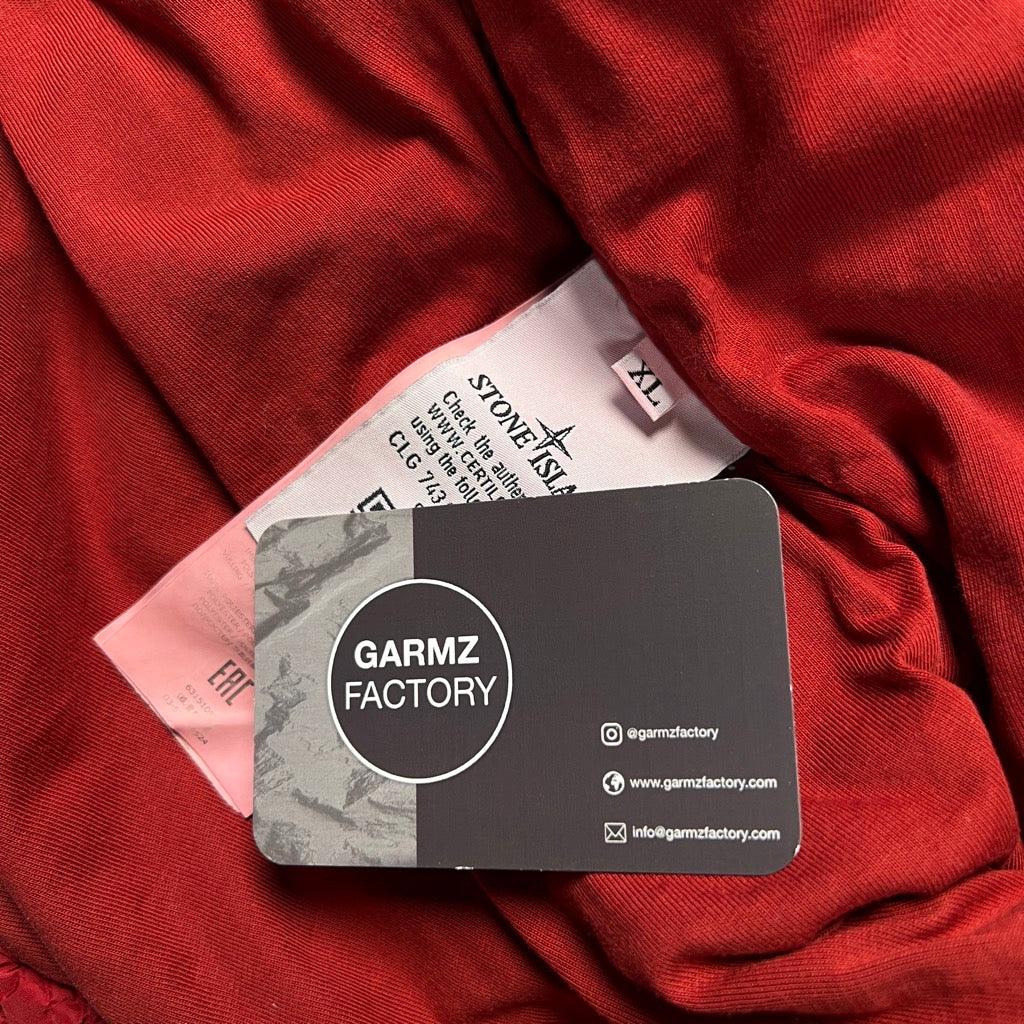 XL
STONE ISLA
Check the authen
WWW.CERTIL
using the foll
CLG 743
EAC
GARMZ
FACTORY
@garmzfactory
www.garmzfactory.com
info@garmzfactory.com